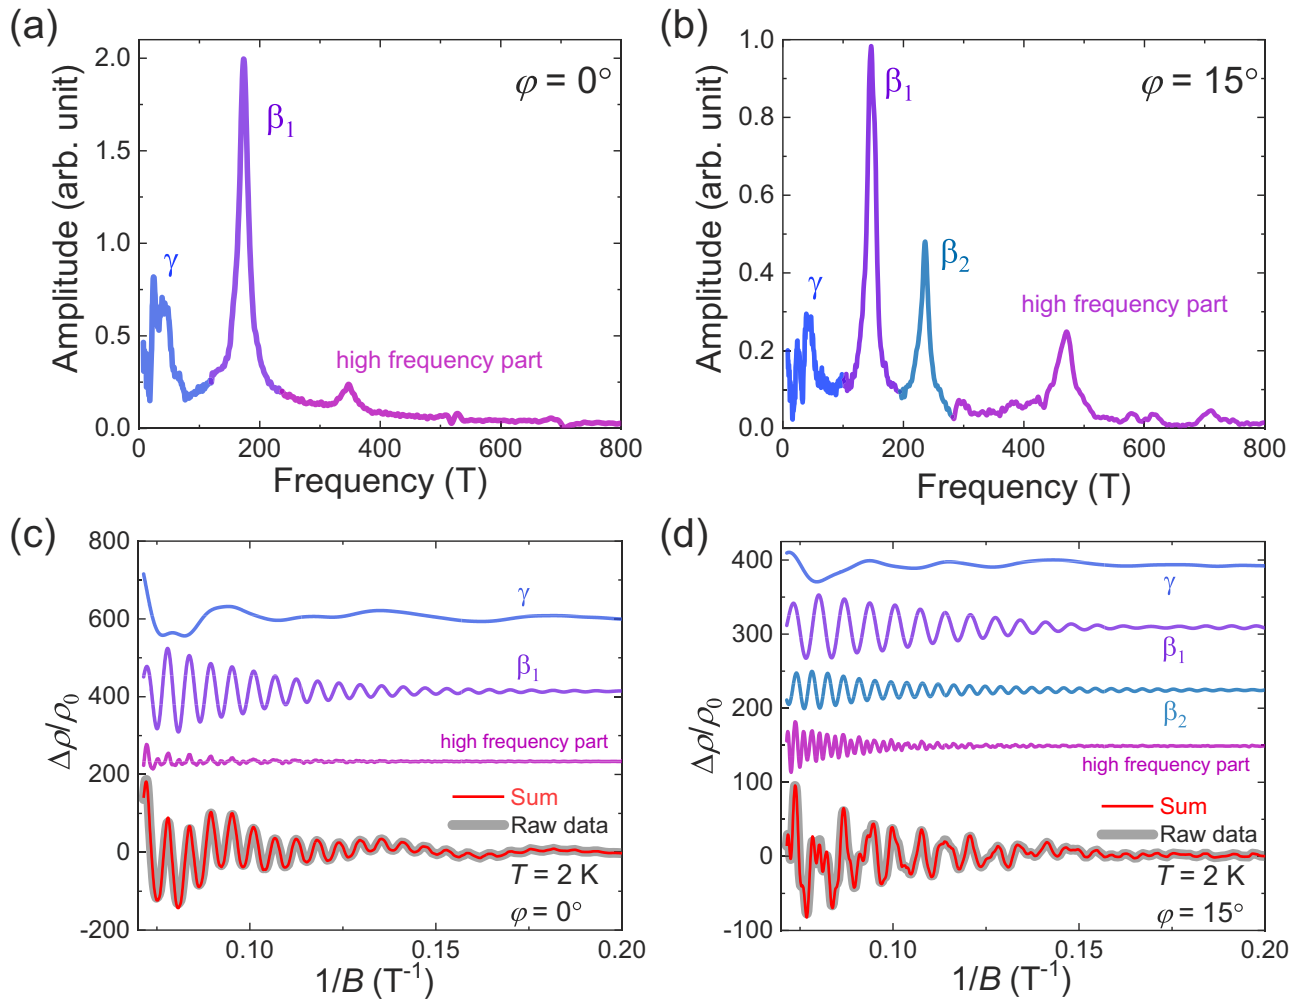 (a)
φ = 0°
β1
γ
high frequency part
Amplitude (arb. unit)
2.0
1.5
1.0
0.5
0.0
0 200 400 600 800
Frequency (T)
(b)
φ = 15°
β1
β2
γ
high frequency part
Amplitude (arb. unit)
1.0
0.8
0.6
0.4
0.2
0.0
0 200 400 600 800
Frequency (T)
(c)
γ
β1
high frequency part
Sum
Raw data
T = 2 K
φ = 0°
Δρ/ρ0
800
600
400
200
0
-200
0.10 0.15 0.20
1/B (T-1)
(d)
γ
β1
β2
high frequency part
Sum
Raw data
T = 2 K
φ = 15°
Δρ/ρ0
400
300
200
100
0
-100
0.10 0.15 0.20
1/B (T-1)